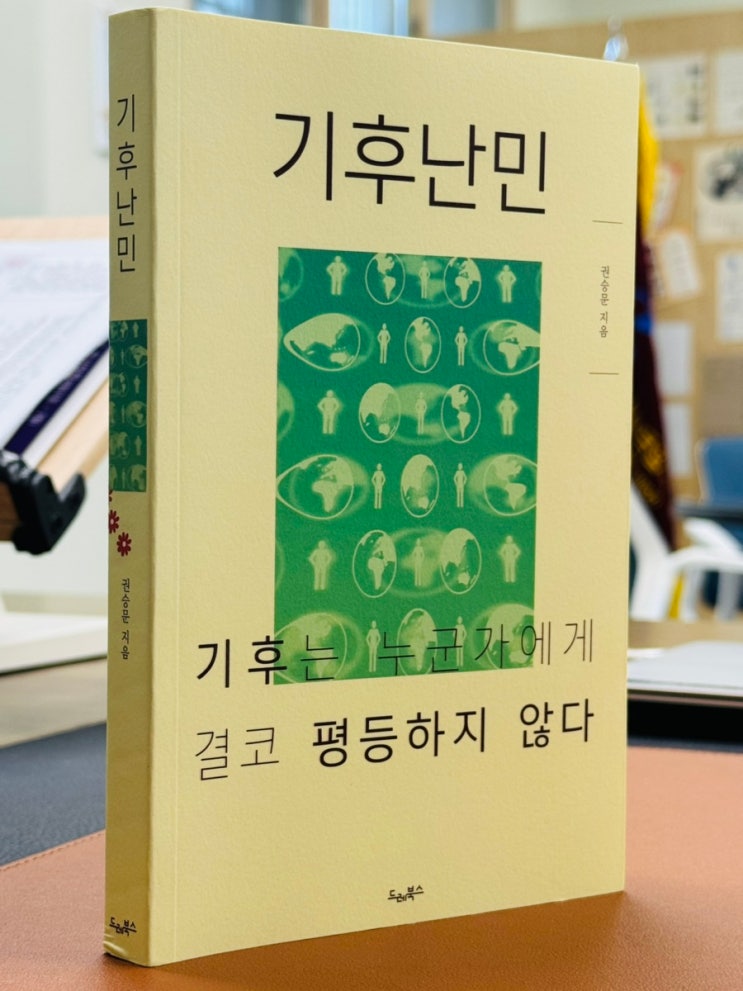 기후난민
권승문 지음
드레북스
기후난민
권승문 지음
기후는 누군가에게
결코 평등하지 않다
드레북스